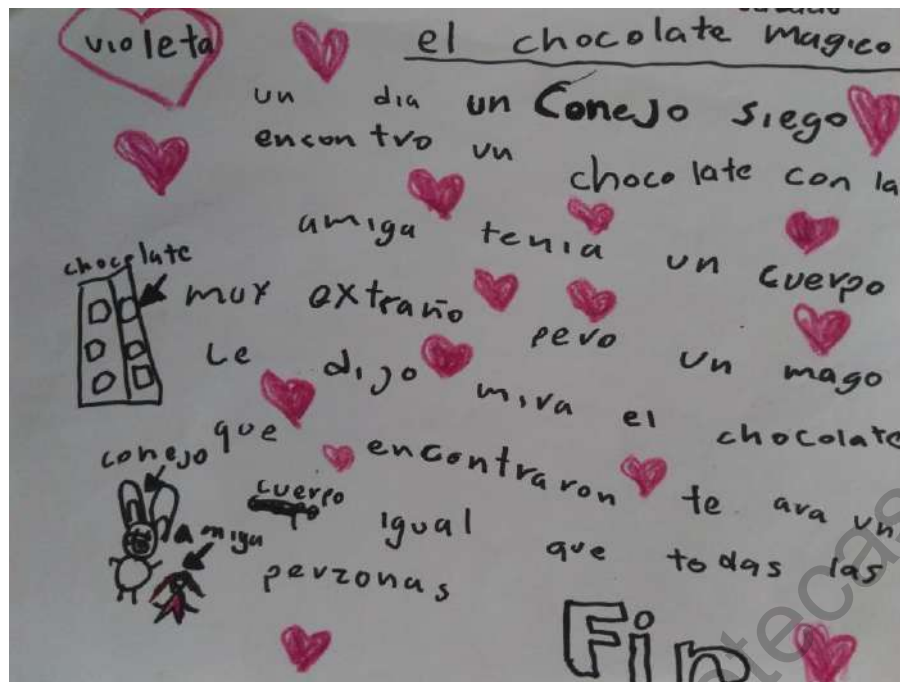 violeta
el chocolate magico
un dia un Conejo siego
encontro un chocolate con la
amiga tenia un cuerpo
chocolate
muy extraño pero un mago
Le dijo mira el chocolate
que encontraron te ara un
conejo
cuerpo igual que todas las
amiga
perzonas
Fin